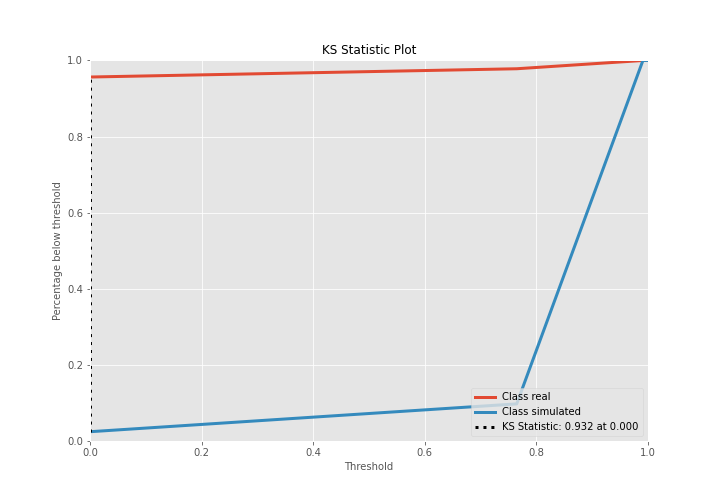 KS Statistic Plot
Percentage below threshold
1.0
0.8
0.6
0.4
0.2
0.0
0.0 0.2 0.4 0.6 0.8 1.0
Threshold
Class real
Class simulated
KS Statistic: 0.932 at 0.000